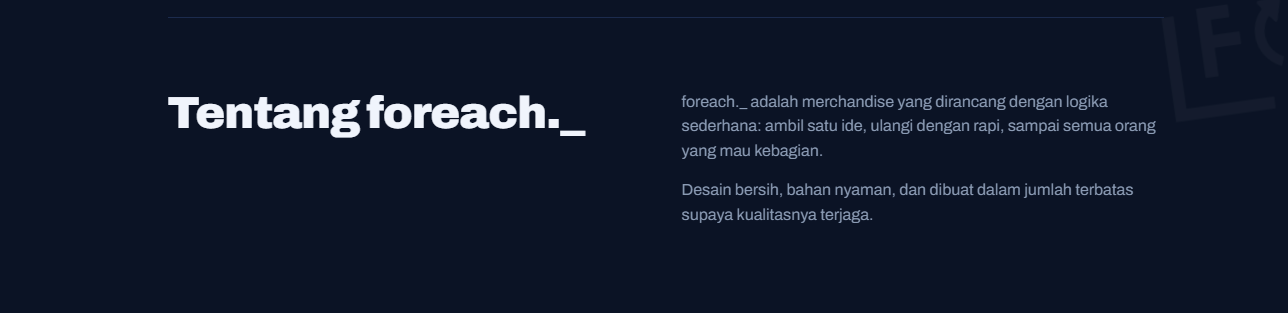 Tentang foreach._
foreach._ adalah merchandise yang dirancang dengan logika
sederhana: ambil satu ide, ulangi dengan rapi, sampai semua orang
yang mau kebagian.
Desain bersih, bahan nyaman, dan dibuat dalam jumlah terbatas
supaya kualitasnya terjaga.